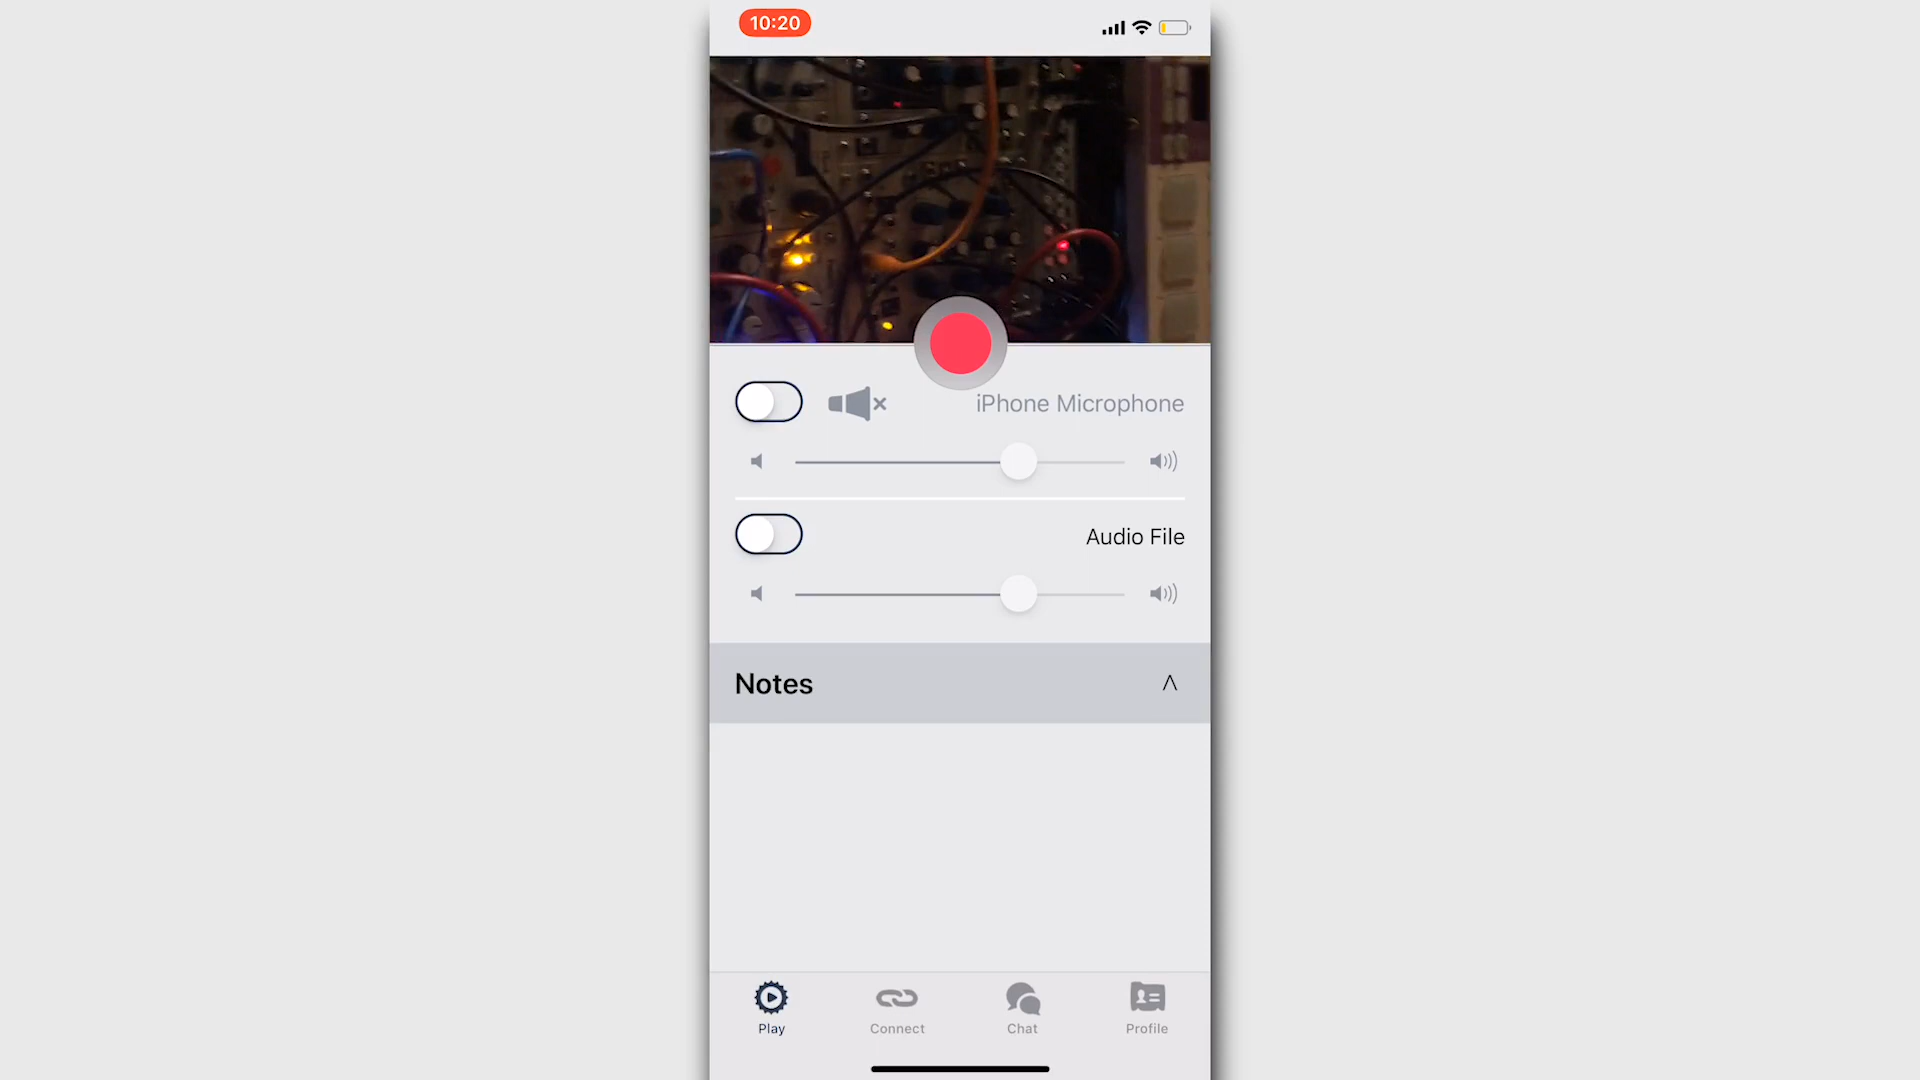 10:20
iPhone Microphone
Audio File
Notes
Play
Connect
Chat
Profile